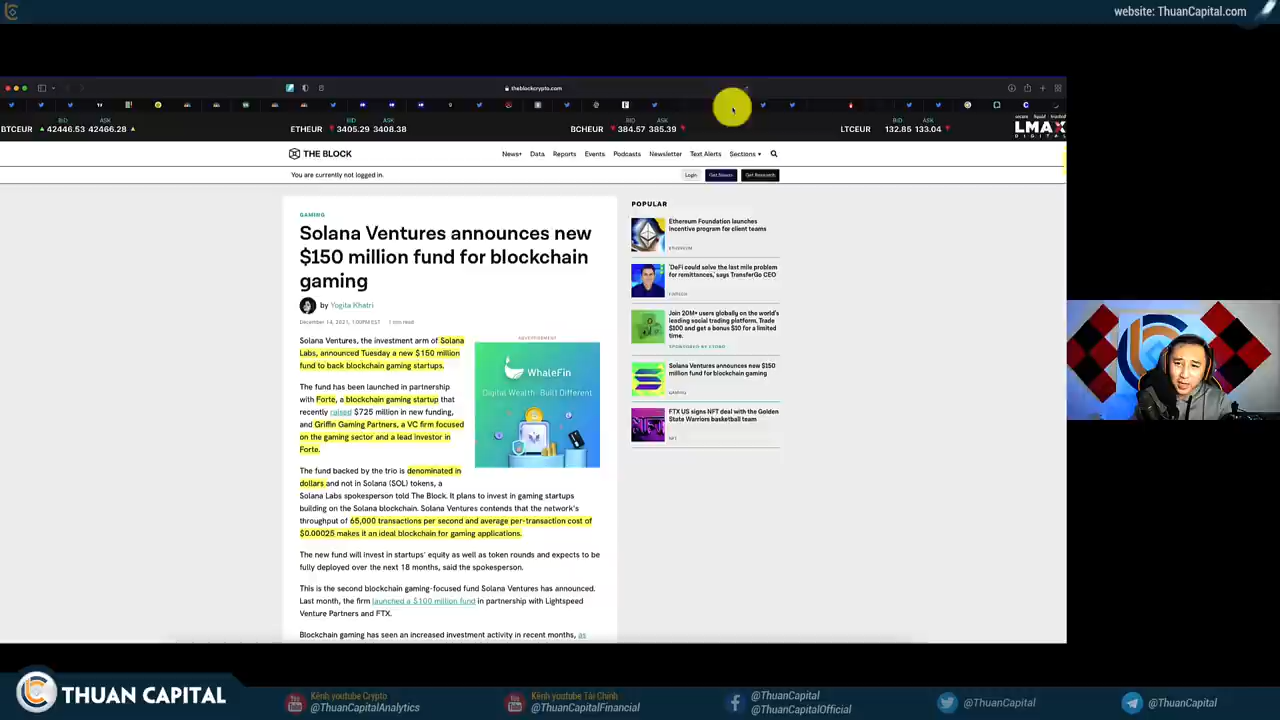 website: ThuanCapital.com
theblockcrypto.com
BTCEUR BID 42446.53 ASK 42466.28
ETHEUR BID 3405.29 ASK 3408.38
BCHEUR BID 384.57 ASK 385.39
LTCEUR BID 132.85 ASK 133.04
secure liquid trusted
LMAX
DIGITAL
THE BLOCK
News+ Data Reports Events Podcasts Newsletter Text Alerts Sections
You are currently not logged in.
Login Get News+ Get Research
GAMING
Solana Ventures announces new
$150 million fund for blockchain
gaming
by Yogita Khatri
December 14, 2021, 1:00PM EST 1 min read
Solana Ventures, the investment arm of Solana
Labs, announced Tuesday a new $150 million
fund to back blockchain gaming startups.
The fund has been launched in partnership
with Forte, a blockchain gaming startup that
recently raised $725 million in new funding,
and Griffin Gaming Partners, a VC firm focused
on the gaming sector and a lead investor in
Forte.
The fund backed by the trio is denominated in
dollars and not in Solana (SOL) tokens, a
Solana Labs spokesperson told The Block. It plans to invest in gaming startups
building on the Solana blockchain. Solana Ventures contends that the network's
throughput of 65,000 transactions per second and average per-transaction cost of
$0.00025 makes it an ideal blockchain for gaming applications.
The new fund will invest in startups' equity as well as token rounds and expects to be
fully deployed over the next 18 months, said the spokesperson.
This is the second blockchain gaming-focused fund Solana Ventures has announced.
Last month, the firm launched a $100 million fund in partnership with Lightspeed
Venture Partners and FTX.
Blockchain gaming has seen an increased investment activity in recent months, as
ADVERTISEMENT
WhaleFin
Digital Wealth Built Different
POPULAR
Ethereum Foundation launches
incentive program for client teams
ETHEREUM
'DeFi could solve the last mile problem
for remittances,' says TransferGo CEO
FINTECH
Join 20M+ users globally on the world's
leading social trading platform. Trade
$100 and get a bonus $10 for a limited
time.
SPONSORED BY ETORO
Solana Ventures announces new $150
million fund for blockchain gaming
GAMING
FTX US signs NFT deal with the Golden
State Warriors basketball team
NFT
THUAN CAPITAL
Kênh youtube Crypto
@ThuanCapitalAnalytics
Kênh youtube Tài Chính
@ThuanCapitalFinancial
@ThuanCapital
@ThuanCapitalOfficial
@ThuanCapital
@ThuanCapital